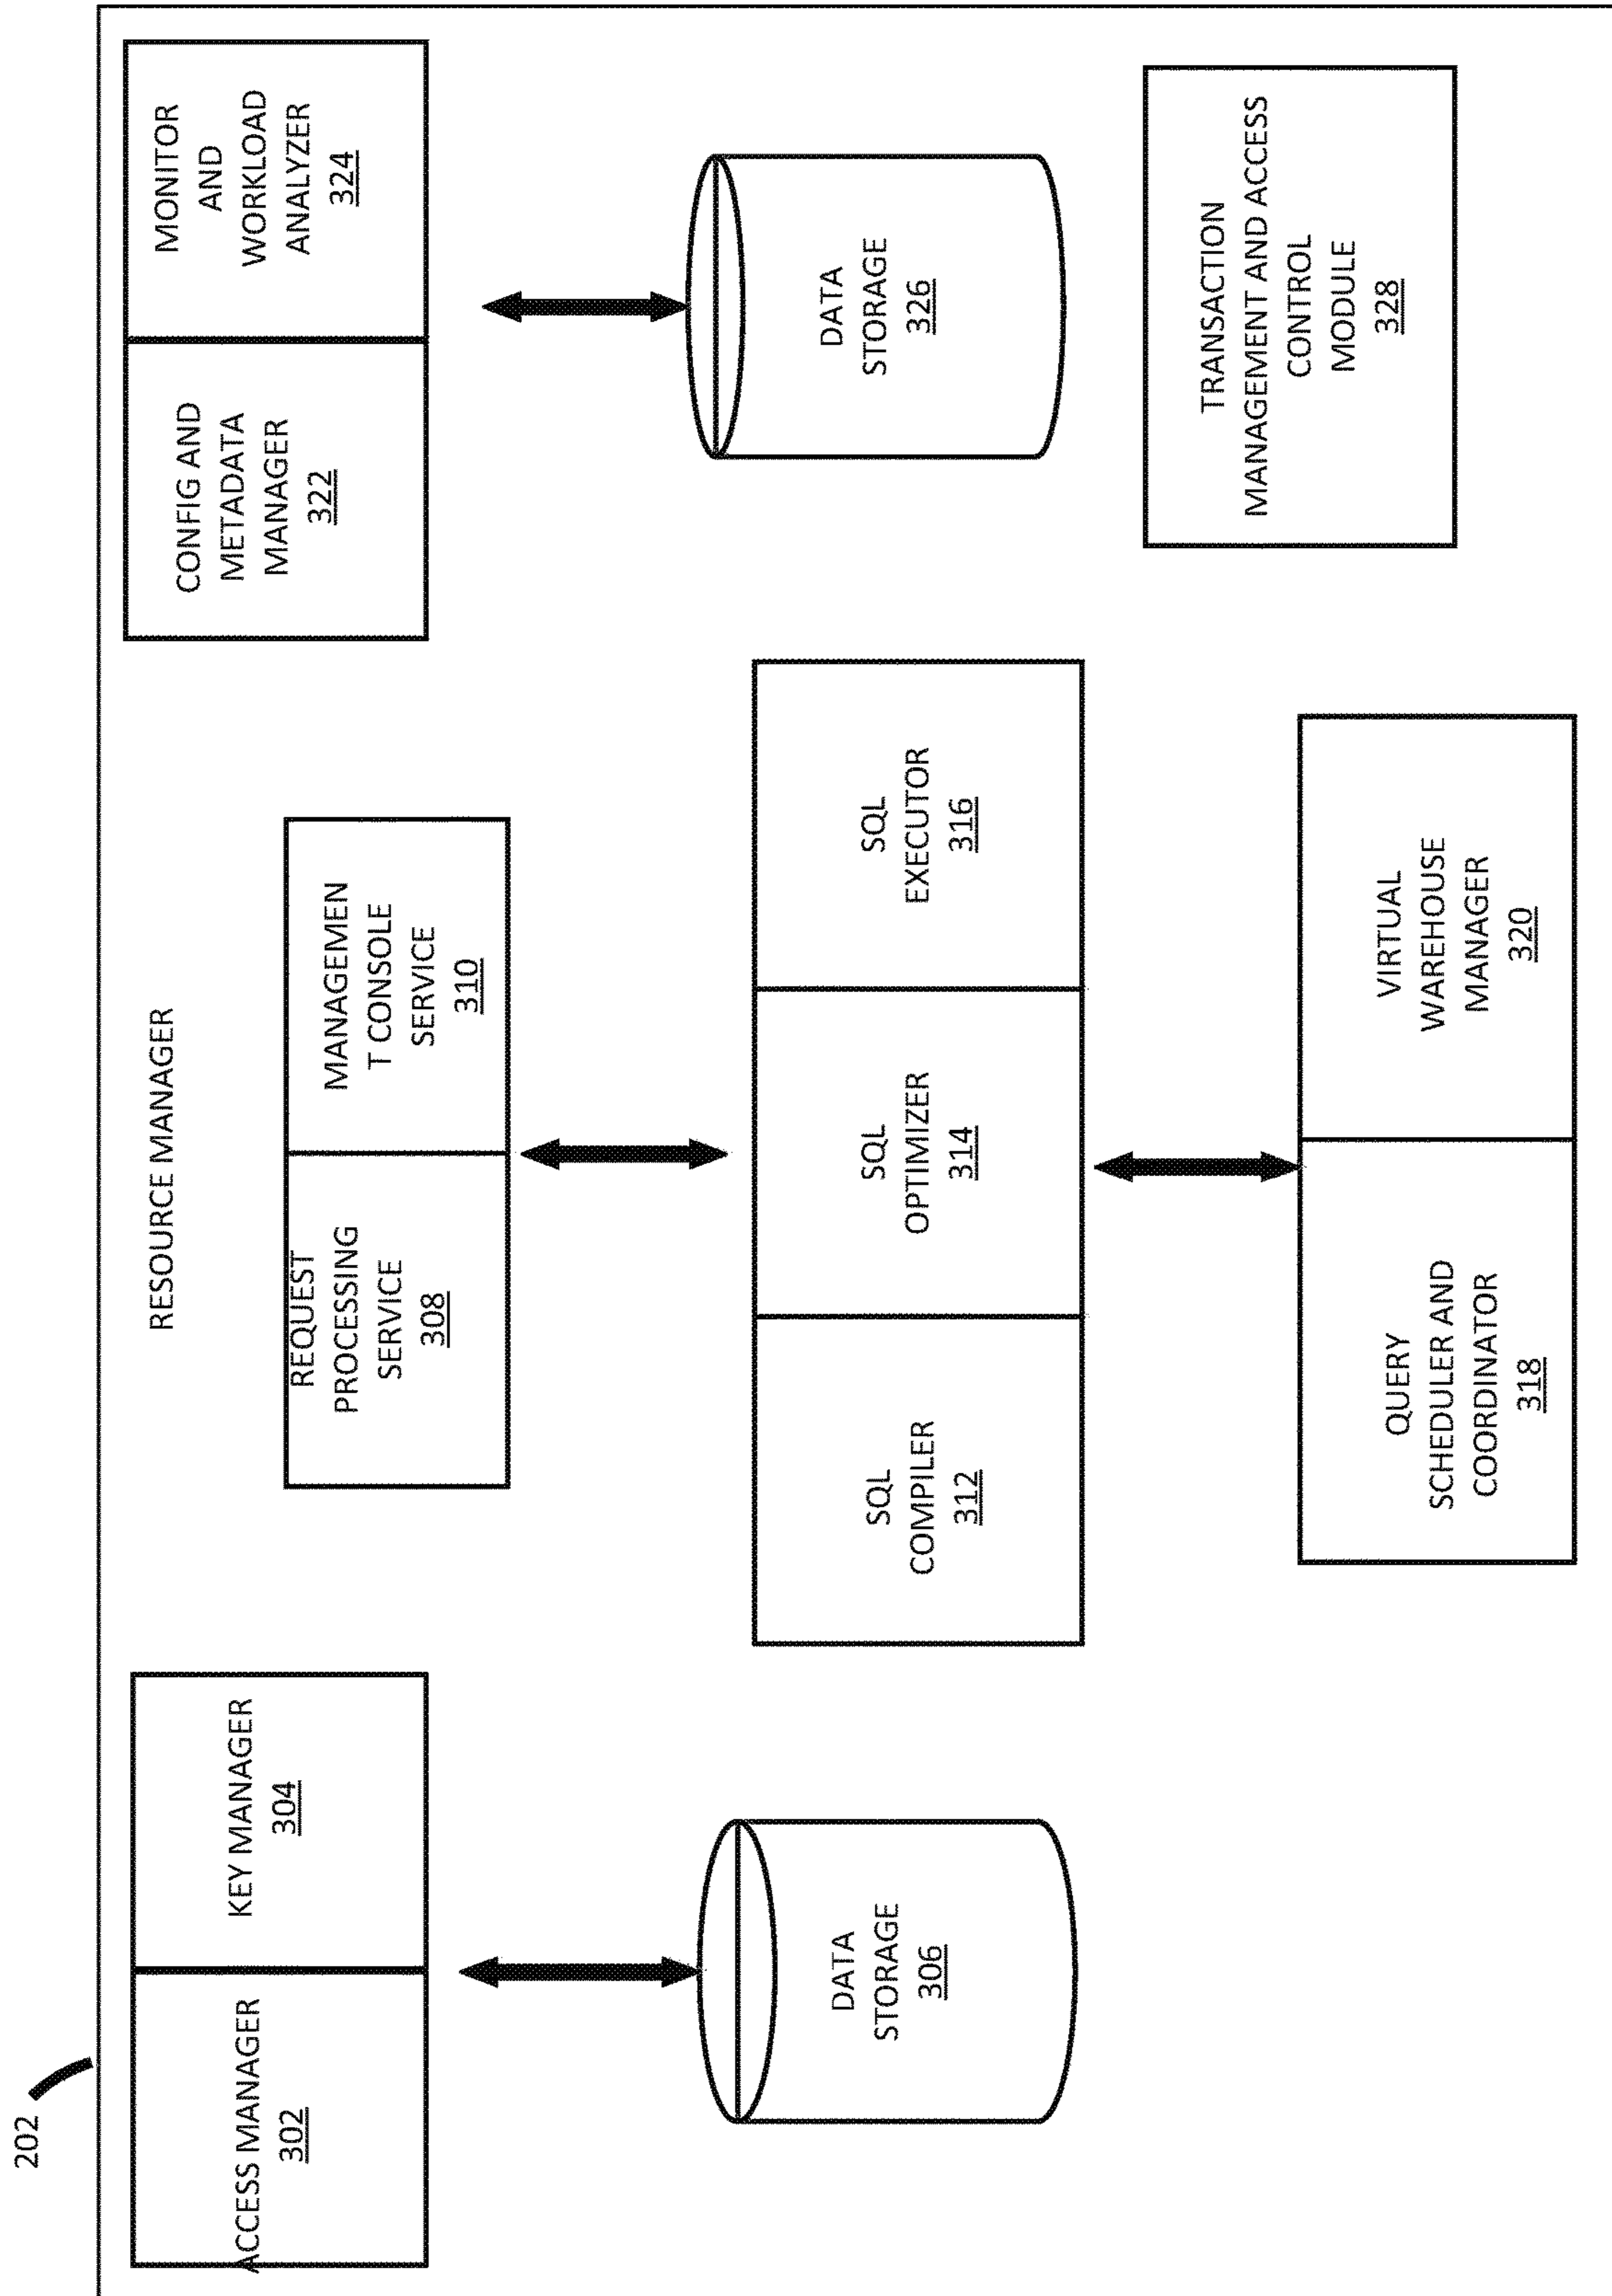 202
RESOURCE MANAGER
ACCESS MANAGER
302
KEY MANAGER
304
DATA
STORAGE
306
REQUEST
PROCESSING
SERVICE
308
MANAGEMEN
T CONSOLE
SERVICE
310
SQL
COMPILER
312
SQL
OPTIMIZER
314
SQL
EXECUTOR
316
QUERY
SCHEDULER AND
COORDINATOR
318
VIRTUAL
WAREHOUSE
MANAGER
320
CONFIG AND
METADATA
MANAGER
322
MONITOR
AND
WORKLOAD
ANALYZER
324
DATA
STORAGE
326
TRANSACTION
MANAGEMENT AND ACCESS
CONTROL
MODULE
328